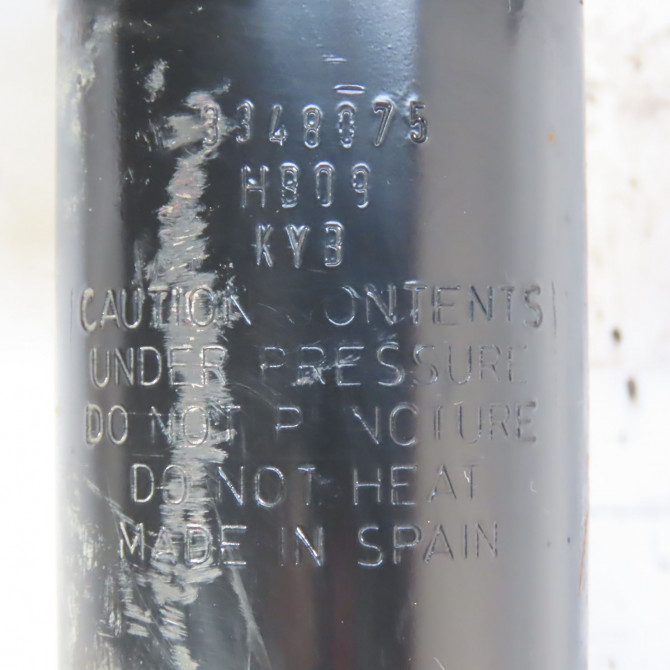 3348075
HB09
KYB
CAUTION CONTENTS
UNDER PRESSURE
DO NOT PUNCTURE
DO NOT HEAT
MADE IN SPAIN